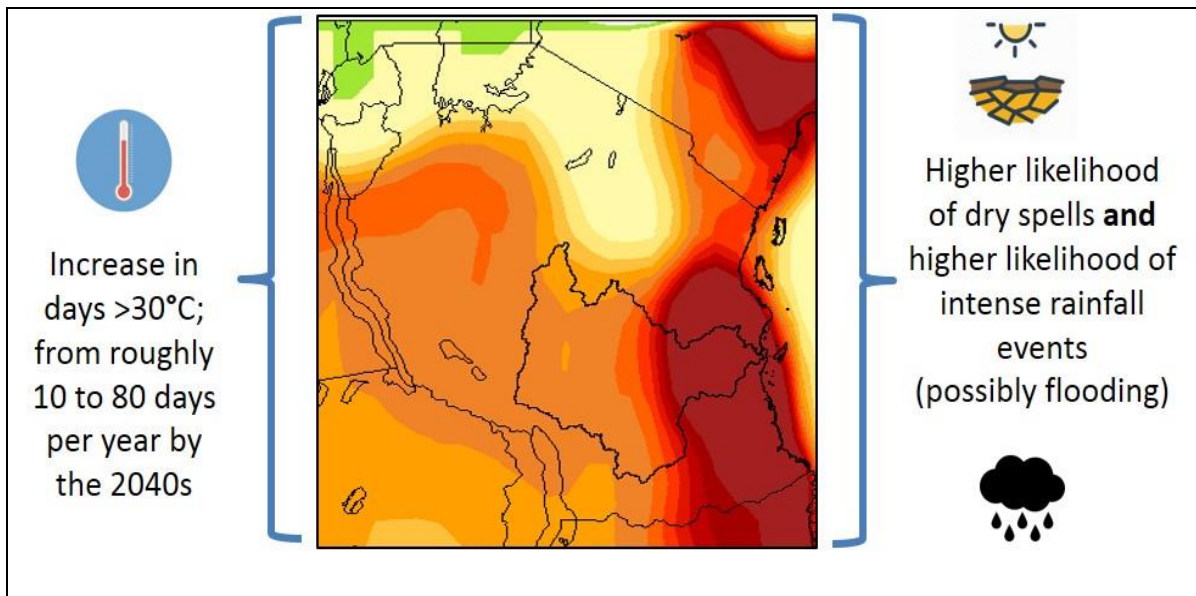 Increase in
days >30°C;
from roughly
10 to 80 days
per year by
the 2040s
Higher likelihood
of dry spells and
higher likelihood of
intense rainfall
events
(possibly flooding)